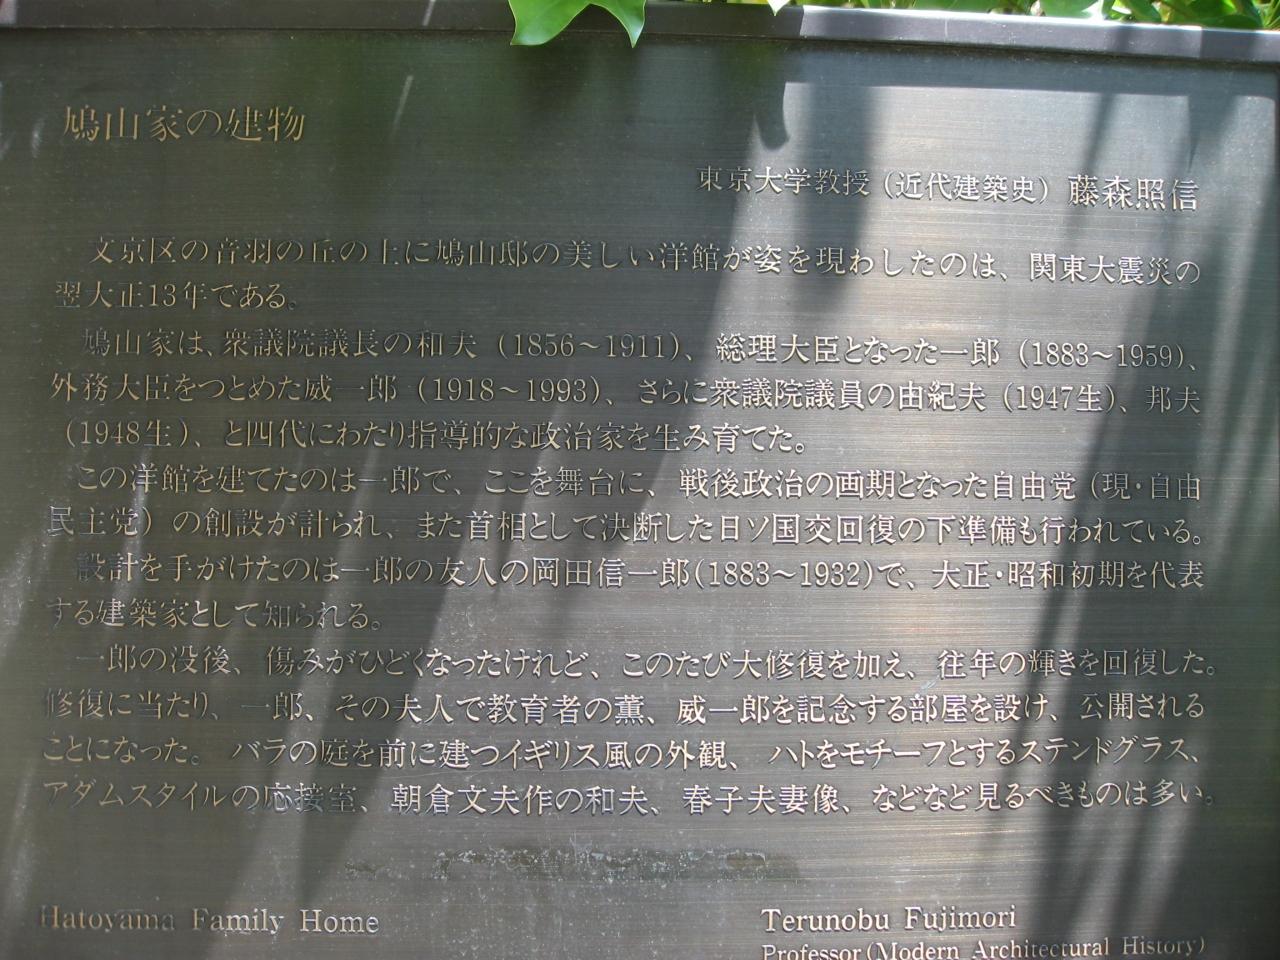 鳩山家の建物
東京大学教授（近代建築史）藤森照信
文京区の音羽の丘の上に鳩山邸の美しい洋館が姿を現わしたのは、関東大震災の
翌大正13年である。
鳩山家は、衆議院議長の和夫（1856～1911）、総理大臣となった一郎（1883～1959）、
外務大臣をつとめた威一郎（1918～1993）、さらに衆議院議員の由紀夫（1947生）、邦夫
（1948生）、と四代にわたり指導的な政治家を生み育てた。
この洋館を建てたのは一郎で、ここを舞台に、戦後政治の画期となった自由党（現・自由
民主党）の創設が計られ、また首相として決断した日ソ国交回復の下準備も行われている。
設計を手がけたのは一郎の友人の岡田信一郎（1883～1932）で、大正・昭和初期を代表
する建築家として知られる。
一郎の没後、傷みがひどくなったけれど、このたび大修復を加え、往年の輝きを回復した。
修復に当たり、一郎、その夫人で教育者の薫、威一郎を記念する部屋を設け、公開される
ことになった。バラの庭を前に建つイギリス風の外観、ハトをモチーフとするステンドグラス、
アダムスタイルの応接室、朝倉文夫作の和夫、春子夫妻像、などなど見るべきものは多い。
Hatoyama Family Home
Terunobu Fujimori
Professor (Modern Architectural History)